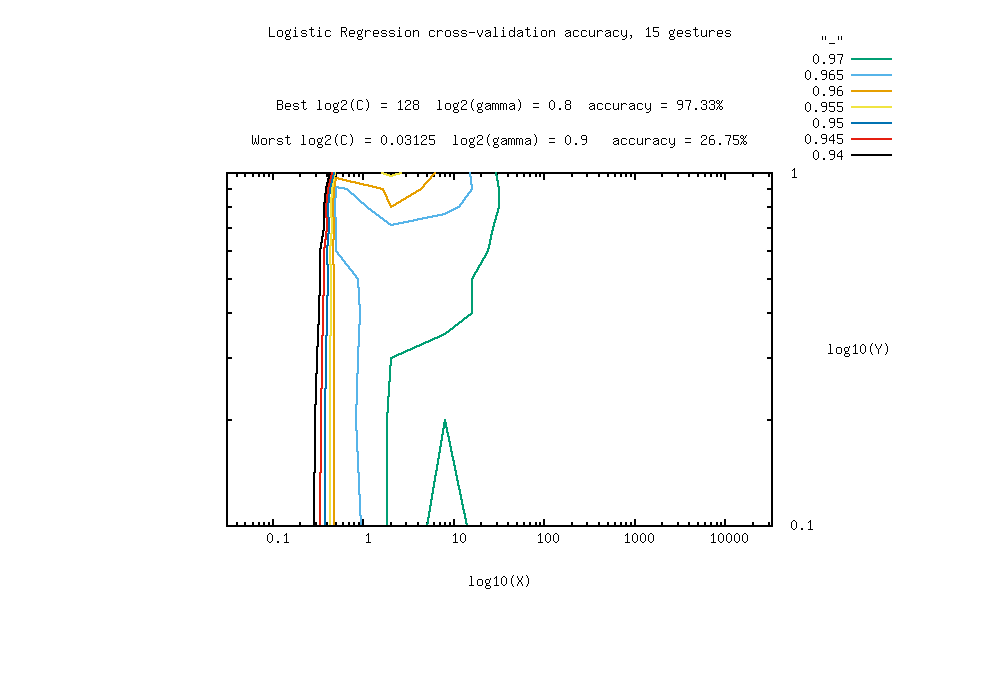 Logistic Regression cross-validation accuracy, 15 gestures
"_"
0.97
0.965
0.96
0.955
0.95
0.945
0.94
Best log2(C) = 128 log2(gamma) = 0.8 accuracy = 97.33%
Worst log2(C) = 0.03125 log2(gamma) = 0.9 accuracy = 26.75%
1
log10(Y)
0.1
0.1 1 10 100 1000 10000
log10(X)